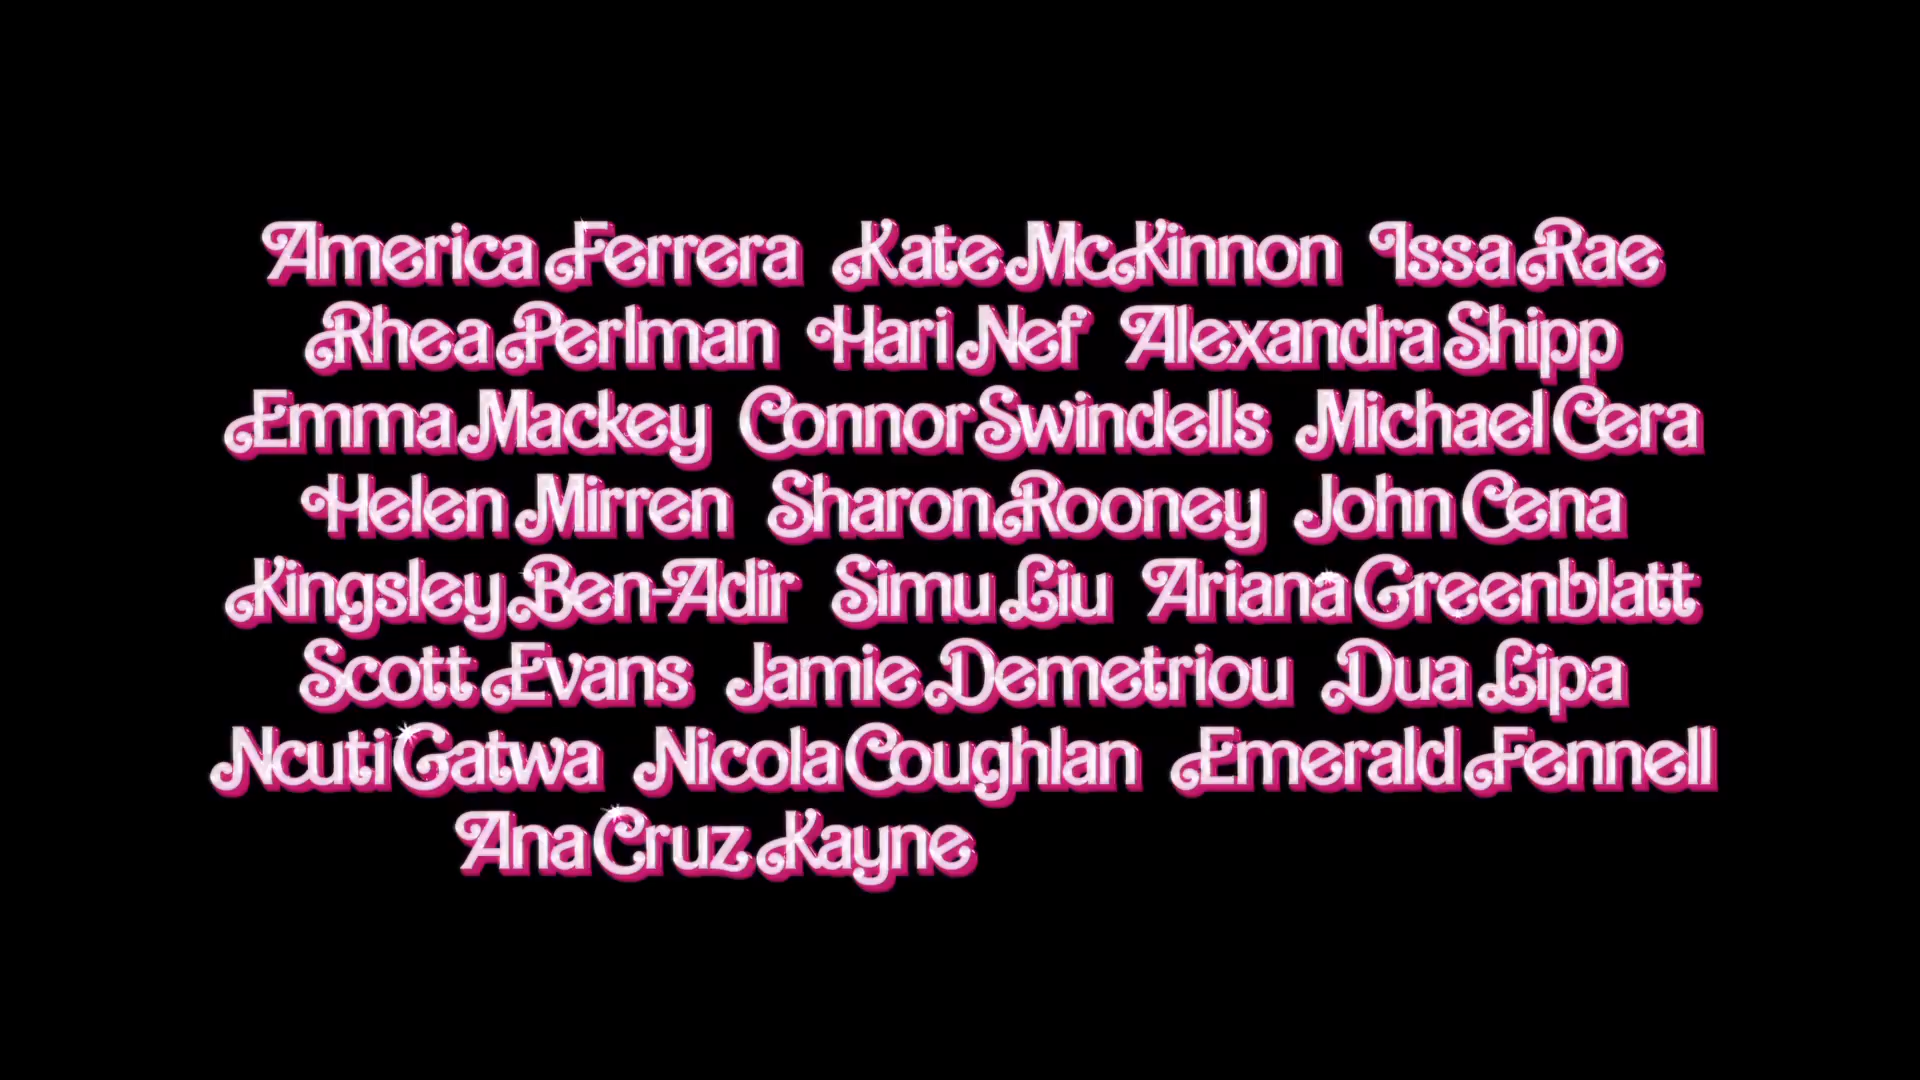 America Ferrera Kate McKinnon Issa Rae
Rhea Perlman Hari Nef Alexandra Shipp
Emma Mackey Connor Swindells Michael Cera
Helen Mirren Sharon Rooney John Cena
Kingsley Ben-Adir Simu Liu Ariana Greenblatt
Scott Evans Jamie Demetriou Dua Lipa
Ncuti Gatwa Nicola Coughlan Emerald Fennell
Ana Cruz Kayne